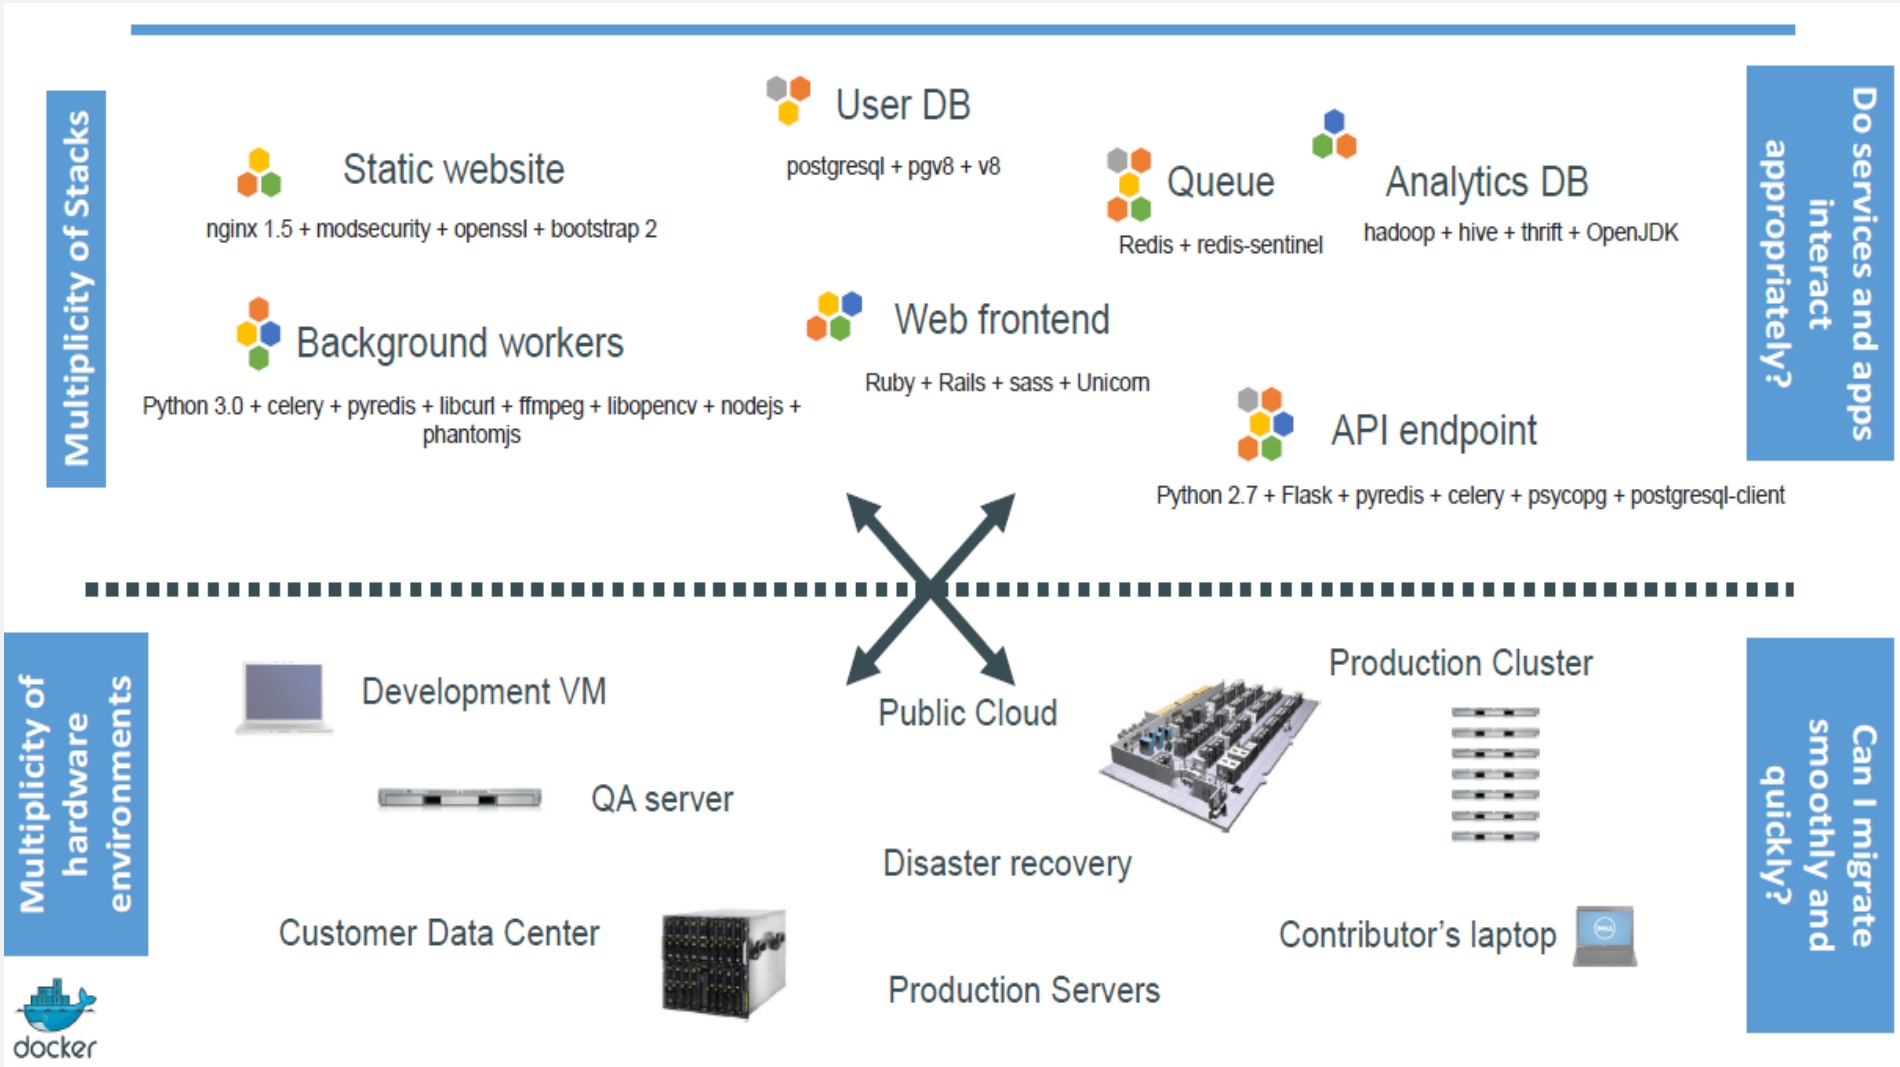 Multiplicity of Stacks
Static website
nginx 1.5 + modsecurity + openssl + bootstrap 2
User DB
postgresql + pgv8 + v8
Queue
Redis + redis-sentinel
Analytics DB
hadoop + hive + thrift + OpenJDK
Background workers
Python 3.0 + celery + pyredis + libcurl + ffmpeg + libopencv + nodejs +
phantomjs
Web frontend
Ruby + Rails + sass + Unicorn
API endpoint
Python 2.7 + Flask + pyredis + celery + psycopg + postgresql-client
Do services and apps
interact
appropriately?
Multiplicity of
hardware
environments
Development VM
QA server
Customer Data Center
Public Cloud
Disaster recovery
Production Servers
Production Cluster
Contributor’s laptop
DELL
Can I migrate
smoothly and
quickly?
docker